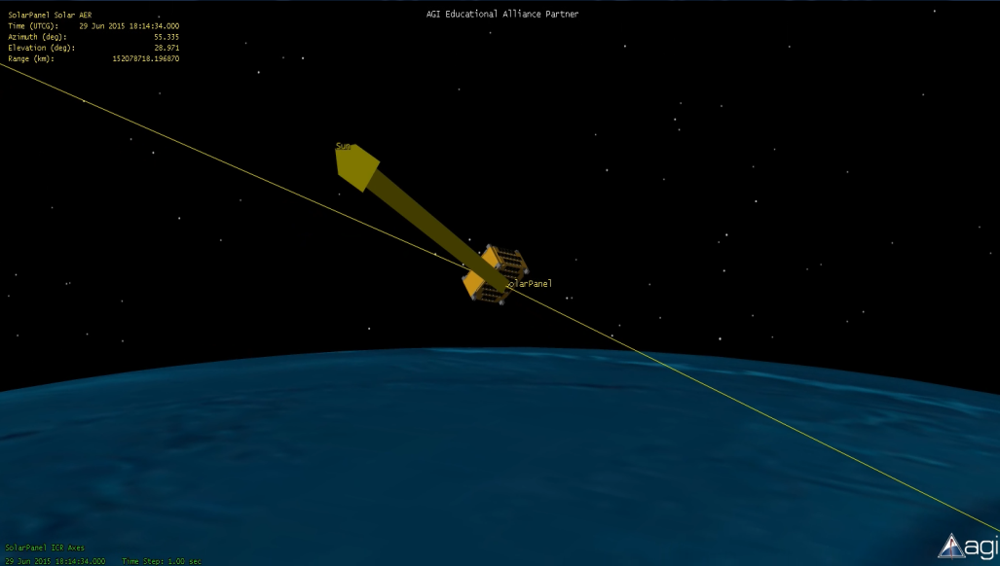 SolarPanel Solar AER
Time (UTCG): 29 Jun 2015 18:14:34.000
Azimuth (deg): 55.335
Elevation (deg): 28.971
Range (km): 152078718.196870
AGI Educational Alliance Partner
Sun
SolarPanel
SolarPanel ICR Axes
29 Jun 2015 18:14:34.000 Time Step: 1.00 sec
agi